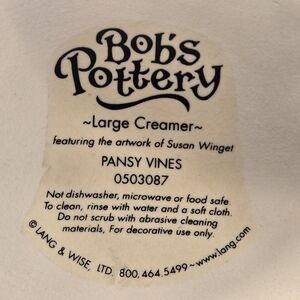 Bob's
Pottery
~Large Creamer~
featuring the artwork of Susan Winget
PANSY VINES
0503087
Not dishwasher, microwave or food safe.
To clean, rinse with water and a soft cloth.
Do not scrub with abrasive cleaning
materials, For decorative use only.
© LANG & WISE, LTD. 800.464.5499 ~ www.lang.com